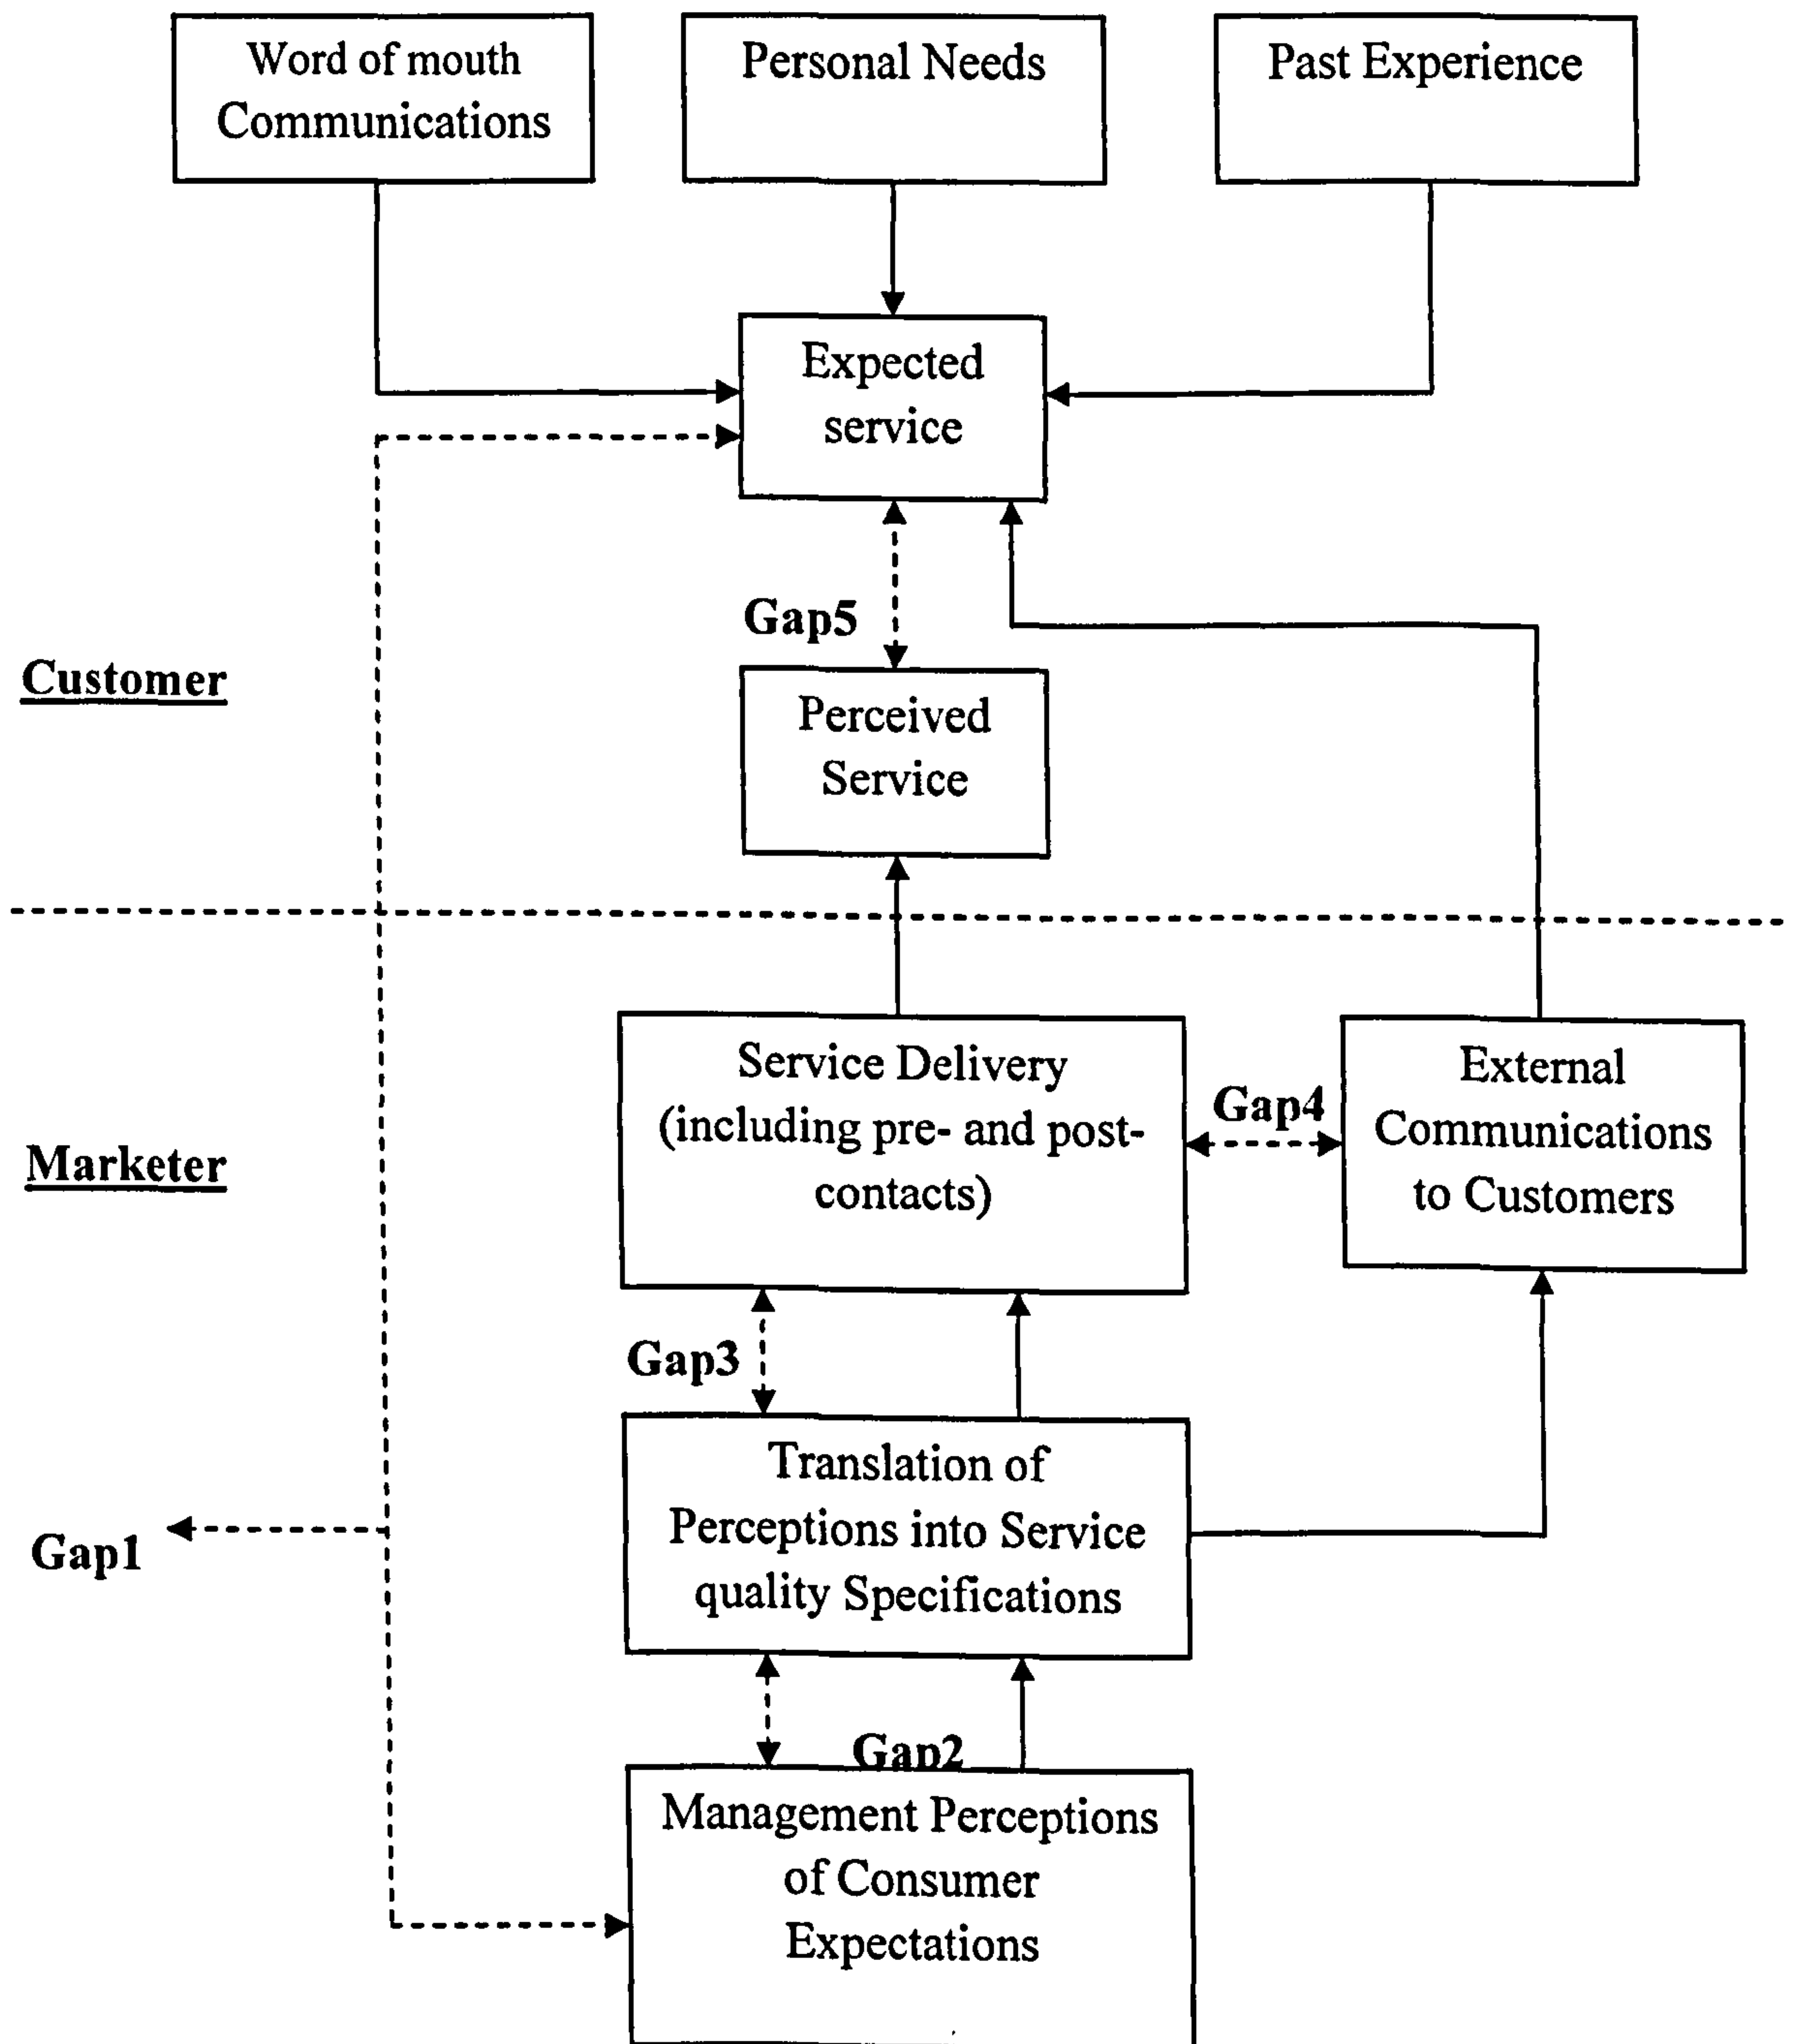 Word of mouth
Communications
Personal Needs
Past Experience
Expected
service
Gap5
Customer
Perceived
Service
Service Delivery
(including pre- and post-
contacts)
Gap4
External
Communications
to Customers
Marketer
Gap3
Translation of
Perceptions into Service
quality Specifications
Gap1
Gap2
Management Perceptions
of Consumer
Expectations